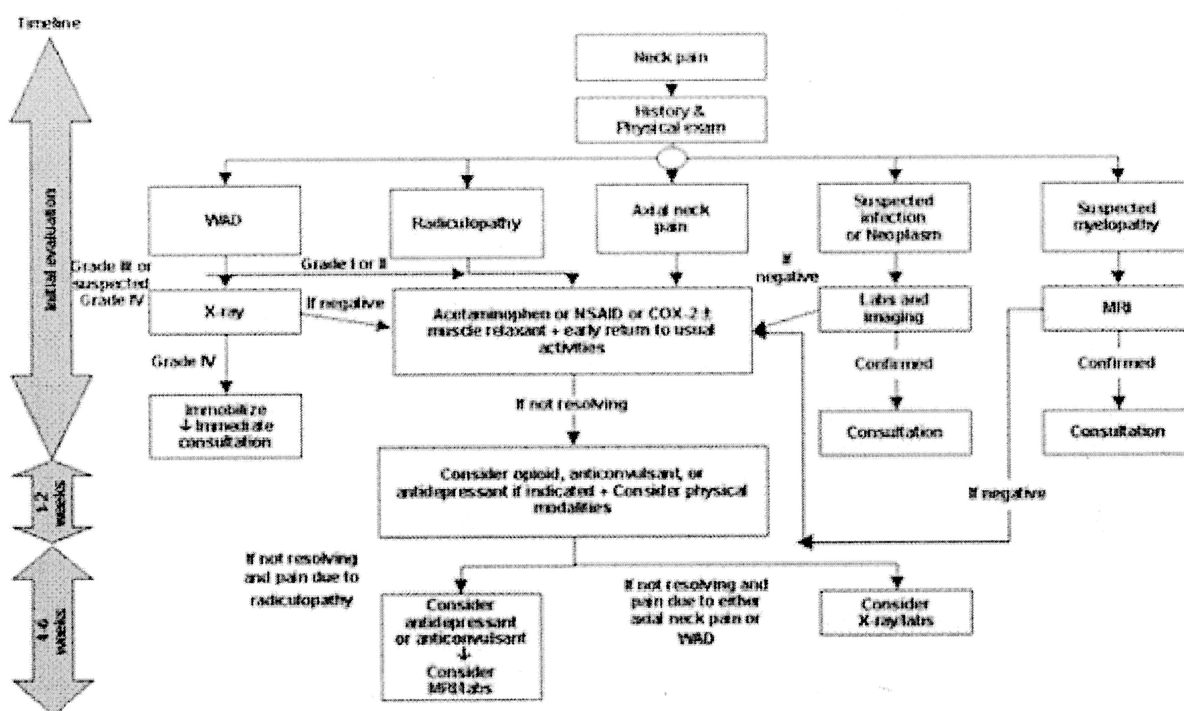 Timeline
Neck pain
History &
Physical exam
WAD
Radiculopathy
Axial neck
pain
Suspected
infection
or Neoplasm
Suspected
myelopathy
Initial evaluation
Grade III or
suspected
Grade IV
Grade I or II
If
negative
X-ray
If negative
Acetaminophen or NSAID or COX-2 ±
muscle relaxant + early return to usual
activities
Labs and
imaging
MRI
Grade IV
Confirmed
Confirmed
If not resolving
Immobilize
↓ Immediate
consultation
Consultation
Consultation
1-2
weeks
Consider opioid, anticonvulsant, or
antidepressant if indicated + Consider physical
modalities
If negative
4-6
weeks
If not resolving
and pain due to
radiculopathy
If not resolving and
pain due to either
axial neck pain or
WAD
Consider
antidepressant
or anticonvulsant
↓
Consider
MRI/labs
Consider
X-ray/labs